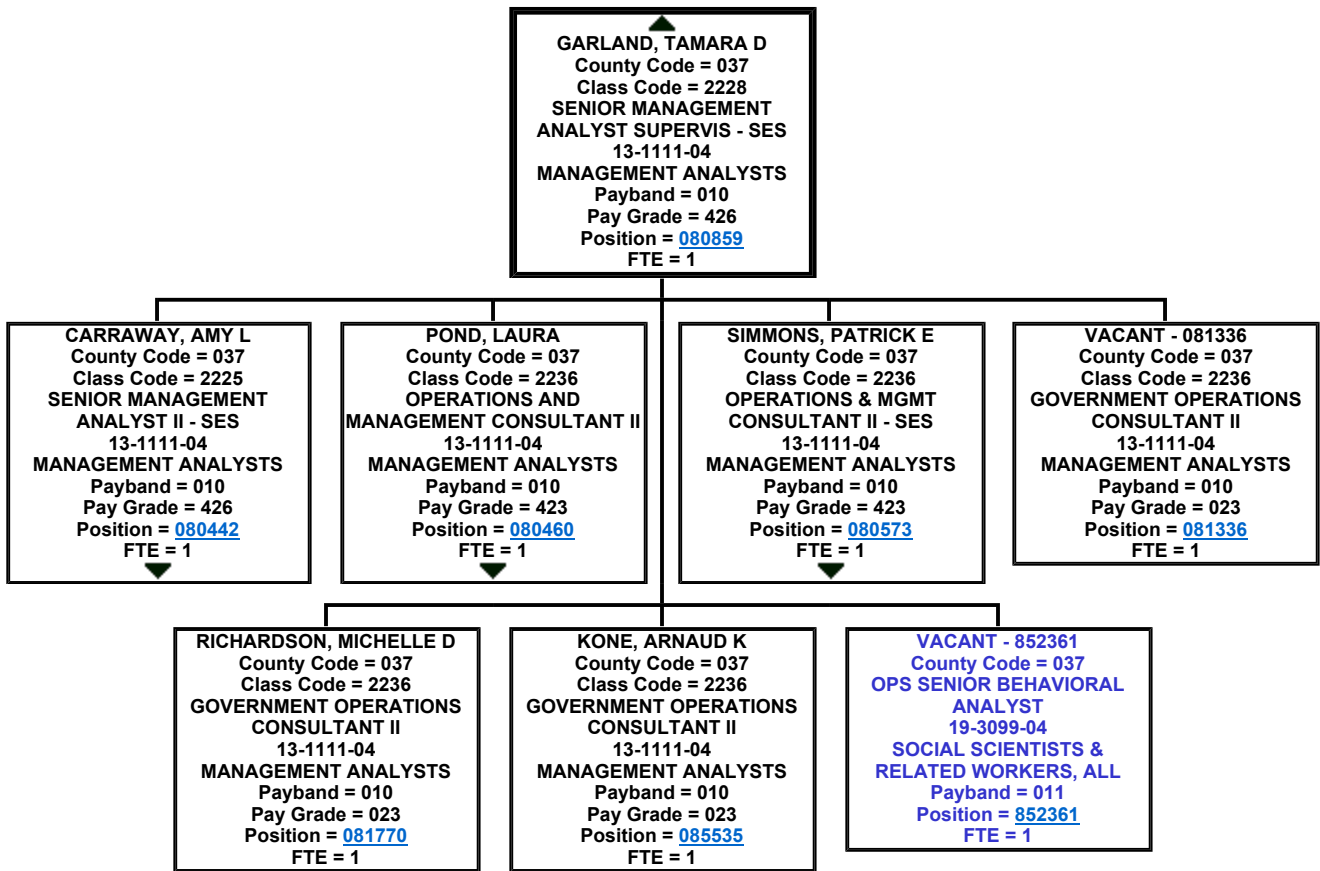 GARLAND, TAMARA D
County Code = 037
Class Code = 2228
SENIOR MANAGEMENT
ANALYST SUPERVIS - SES
13-1111-04
MANAGEMENT ANALYSTS
Payband = 010
Pay Grade = 426
Position = 080859
FTE = 1
CARRAWAY, AMY L
County Code = 037
Class Code = 2225
SENIOR MANAGEMENT
ANALYST II - SES
13-1111-04
MANAGEMENT ANALYSTS
Payband = 010
Pay Grade = 426
Position = 080442
FTE = 1
POND, LAURA
County Code = 037
Class Code = 2236
OPERATIONS AND
MANAGEMENT CONSULTANT II
13-1111-04
MANAGEMENT ANALYSTS
Payband = 010
Pay Grade = 423
Position = 080460
FTE = 1
SIMMONS, PATRICK E
County Code = 037
Class Code = 2236
OPERATIONS & MGMT
CONSULTANT II - SES
13-1111-04
MANAGEMENT ANALYSTS
Payband = 010
Pay Grade = 423
Position = 080573
FTE = 1
VACANT - 081336
County Code = 037
Class Code = 2236
GOVERNMENT OPERATIONS
CONSULTANT II
13-1111-04
MANAGEMENT ANALYSTS
Payband = 010
Pay Grade = 023
Position = 081336
FTE = 1
RICHARDSON, MICHELLE D
County Code = 037
Class Code = 2236
GOVERNMENT OPERATIONS
CONSULTANT II
13-1111-04
MANAGEMENT ANALYSTS
Payband = 010
Pay Grade = 023
Position = 081770
FTE = 1
KONE, ARNAUD K
County Code = 037
Class Code = 2236
GOVERNMENT OPERATIONS
CONSULTANT II
13-1111-04
MANAGEMENT ANALYSTS
Payband = 010
Pay Grade = 023
Position = 085535
FTE = 1
VACANT - 852361
County Code = 037
OPS SENIOR BEHAVIORAL
ANALYST
19-3099-04
SOCIAL SCIENTISTS &
RELATED WORKERS, ALL
Payband = 011
Position = 852361
FTE = 1